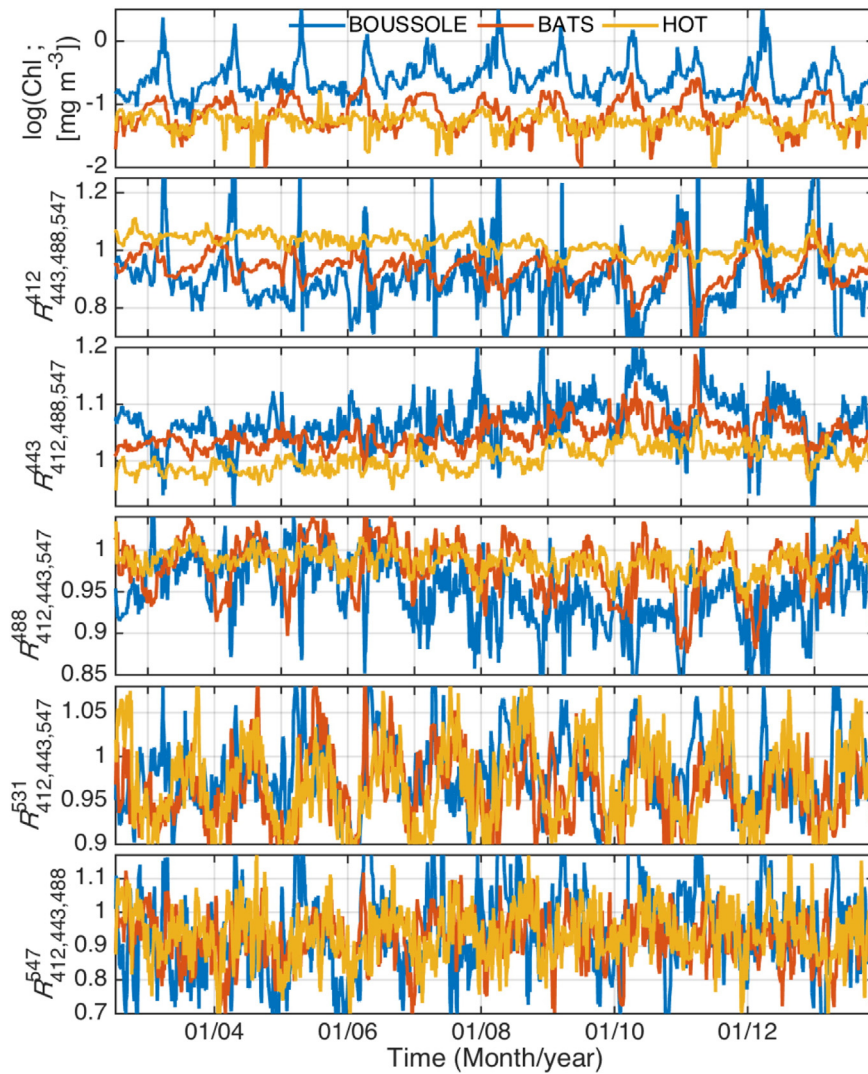 BOUSSOLE BATS HOT
log(Chl ;
[mg m⁻³])
0
-1
-2
R⁴¹²₄₄₃,₄₈₈,₅₄₇
1.2
1
0.8
R⁴⁴³₄₁₂,₄₈₈,₅₄₇
1.2
1.1
1
R⁴⁸⁸₄₁₂,₄₄₃,₅₄₇
1
0.95
0.9
0.85
R⁵³¹₄₁₂,₄₄₃,₅₄₇
1.05
1
0.95
0.9
R⁵⁴⁷₄₁₂,₄₄₃,₄₈₈
1.1
1
0.9
0.8
0.7
01/04 01/06 01/08 01/10 01/12
Time (Month/year)